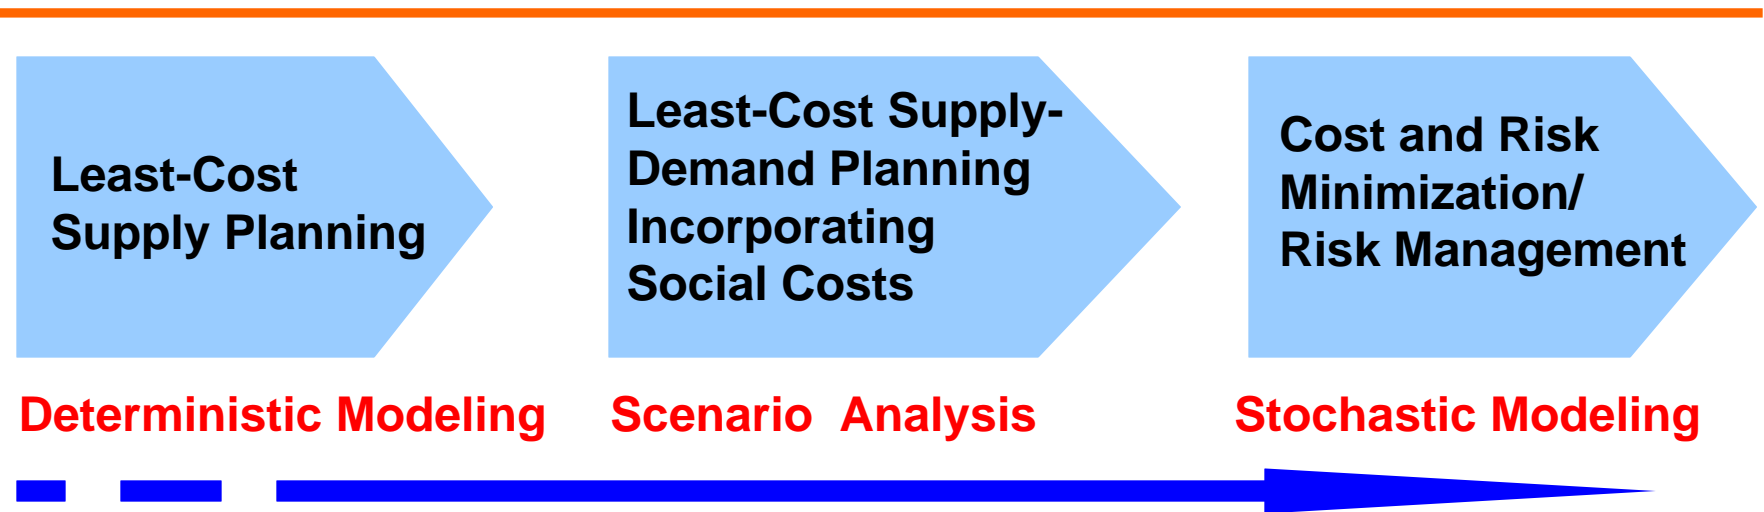 Least-Cost
Supply Planning
Least-Cost Supply-
Demand Planning
Incorporating
Social Costs
Cost and Risk
Minimization/
Risk Management
Deterministic Modeling
Scenario Analysis
Stochastic Modeling